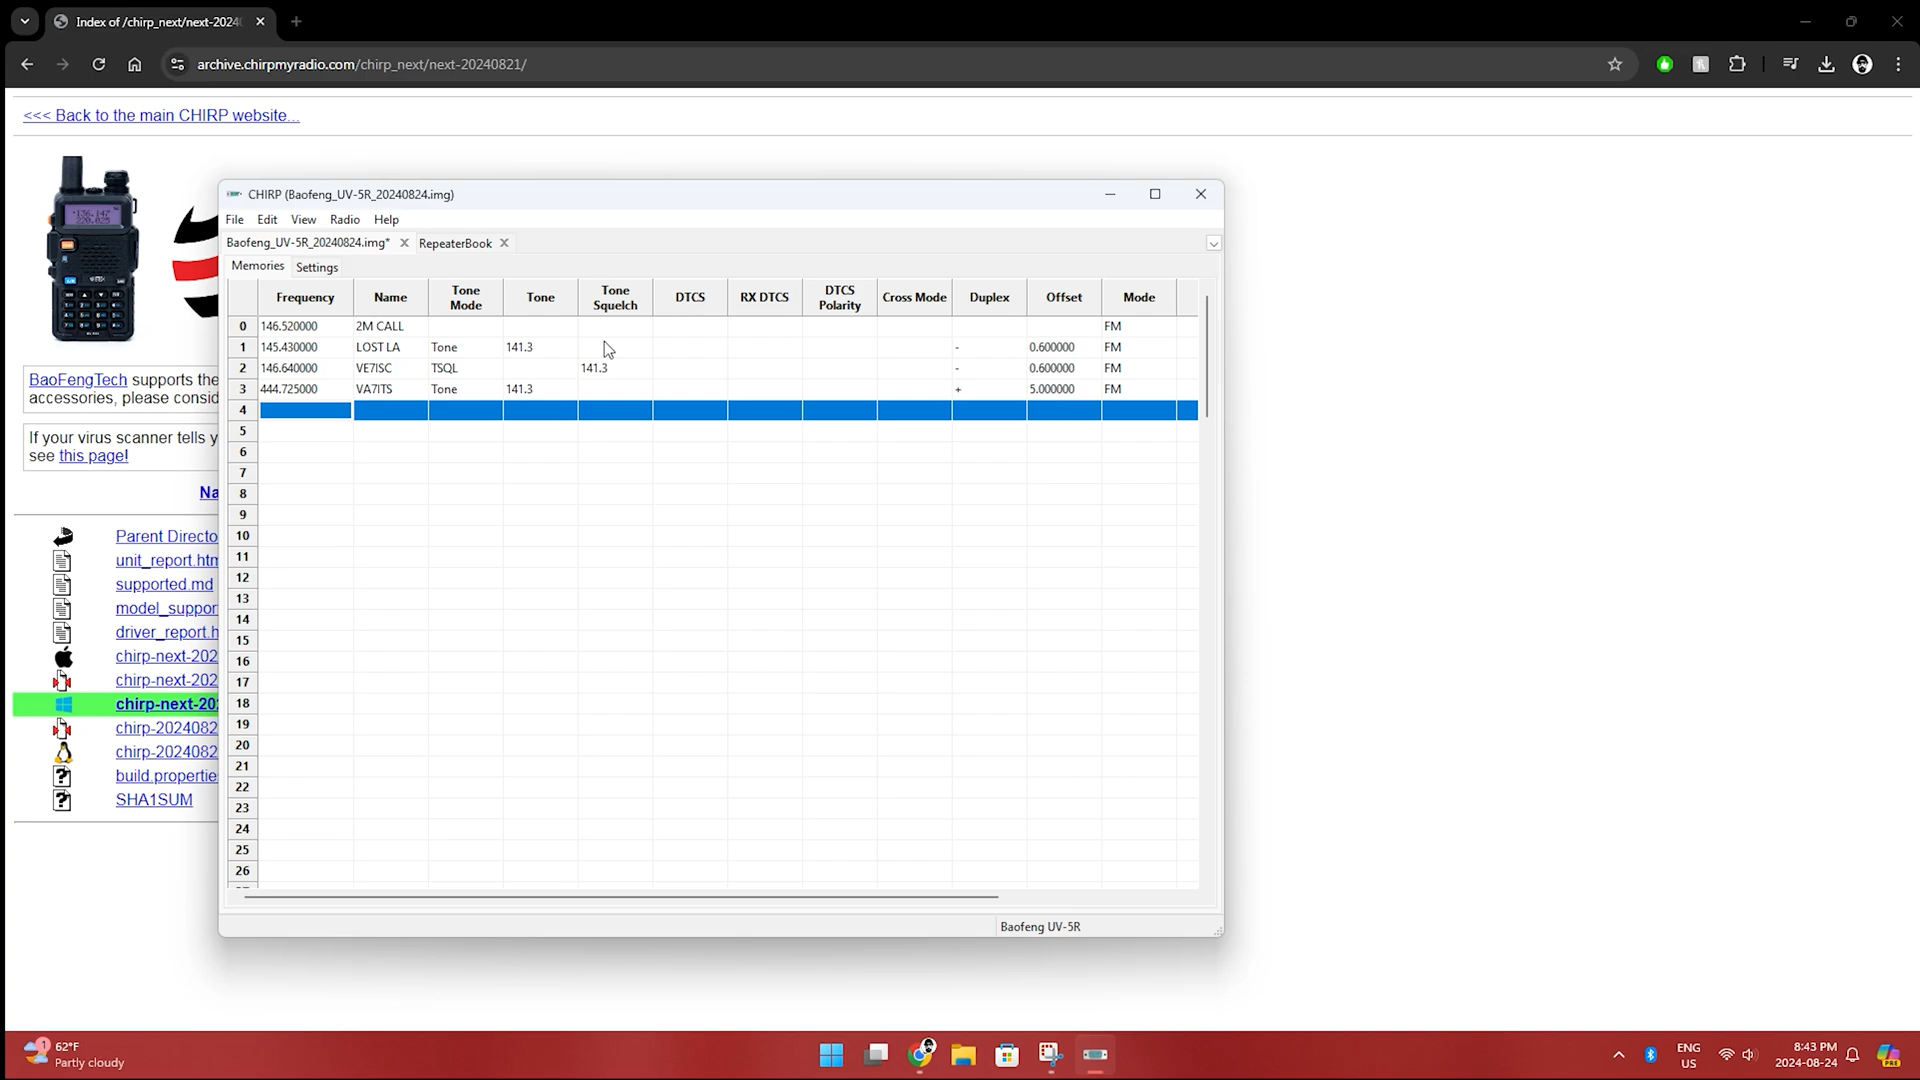 Index of /chirp_next/next-2024
archive.chirpmyradio.com/chirp_next/next-20240821/
<<< Back to the main CHIRP website...
CHIRP (Baofeng_UV-5R_20240824.img)
File Edit View Radio Help
Baofeng_UV-5R_20240824.img* RepeaterBook
Memories Settings
Frequency Name Tone Mode Tone Tone Squelch DTCS RX DTCS DTCS Polarity Cross Mode Duplex Offset Mode
0 146.520000 2M CALL FM
1 145.430000 LOST LA Tone 141.3 - 0.600000 FM
2 146.640000 VE7ISC TSQL 141.3 - 0.600000 FM
3 444.725000 VA7ITS Tone 141.3 + 5.000000 FM
4
5
6
7
8
9
10
11
12
13
14
15
16
17
18
19
20
21
22
23
24
25
26
Baofeng UV-5R
BaoFengTech supports the
accessories, please consid
If your virus scanner tells y
see this page!
Na
Parent Directo
unit_report.htm
supported.md
model_suppor
driver_report.h
chirp-next-202
chirp-next-202
chirp-next-20
chirp-2024082
chirp-2024082
build.propertie
SHA1SUM
1
62°F
Partly cloudy
ENG
US
8:43 PM
2024-08-24
PRE